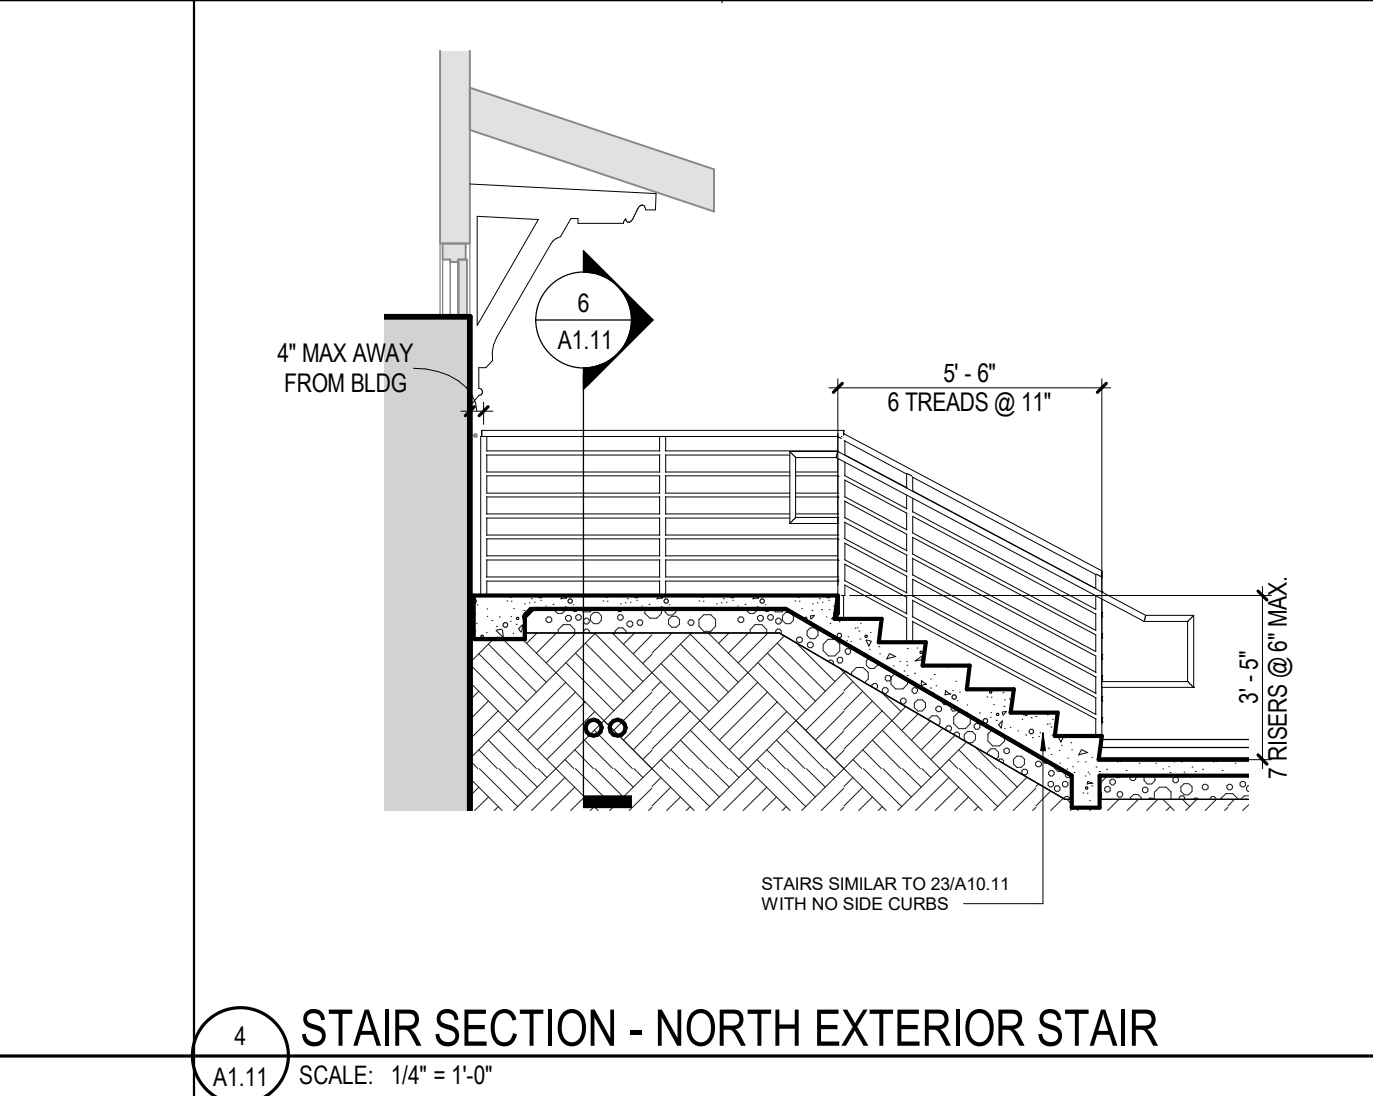 6
A1.11
4" MAX AWAY
FROM BLDG
5' - 6"
6 TREADS @ 11"
3' - 5"
7 RISERS @ 6" MAX.
STAIRS SIMILAR TO 23/A10.11
WITH NO SIDE CURBS
4
A1.11
STAIR SECTION - NORTH EXTERIOR STAIR
SCALE: 1/4" = 1'-0"